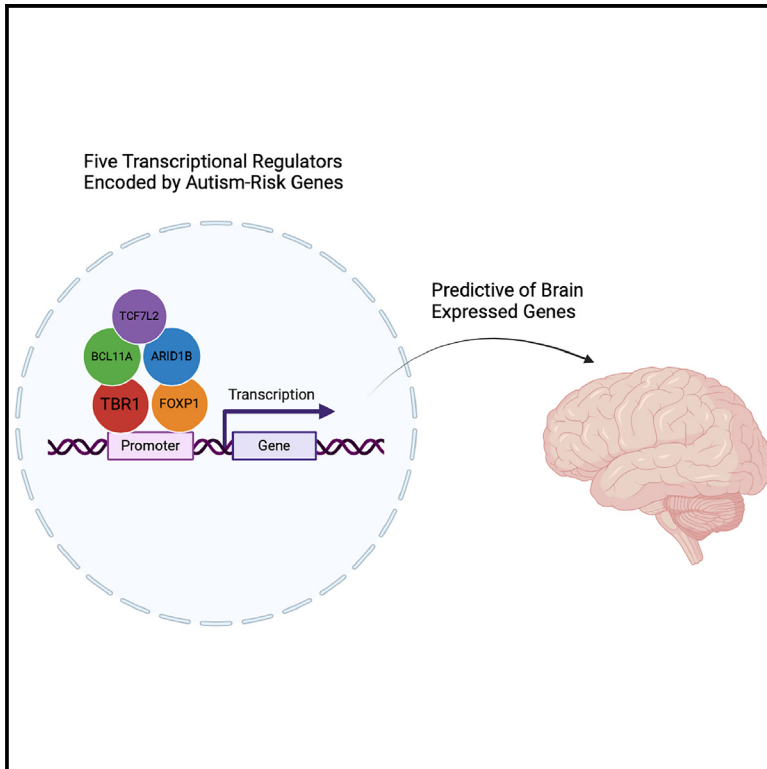 Five Transcriptional Regulators
Encoded by Autism-Risk Genes
Predictive of Brain
Expressed Genes
TCF7L2
BCL11A
ARID1B
TBR1
FOXP1
Transcription
Promoter
Gene